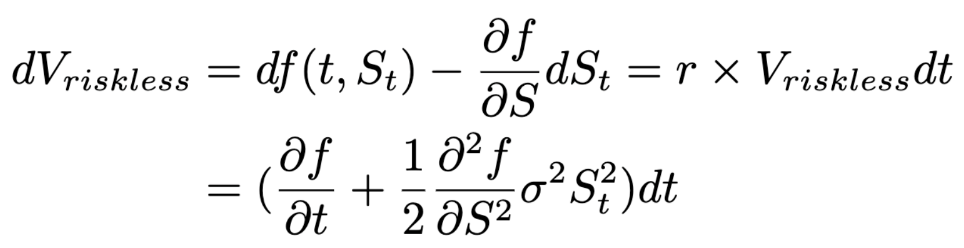 $dV_{riskless} = df(t, S_t) - \frac{\partial f}{\partial S} dS_t = r \times V_{riskless} dt$
$= (\frac{\partial f}{\partial t} + \frac{1}{2} \frac{\partial^2 f}{\partial S^2} \sigma^2 S_t^2) dt$